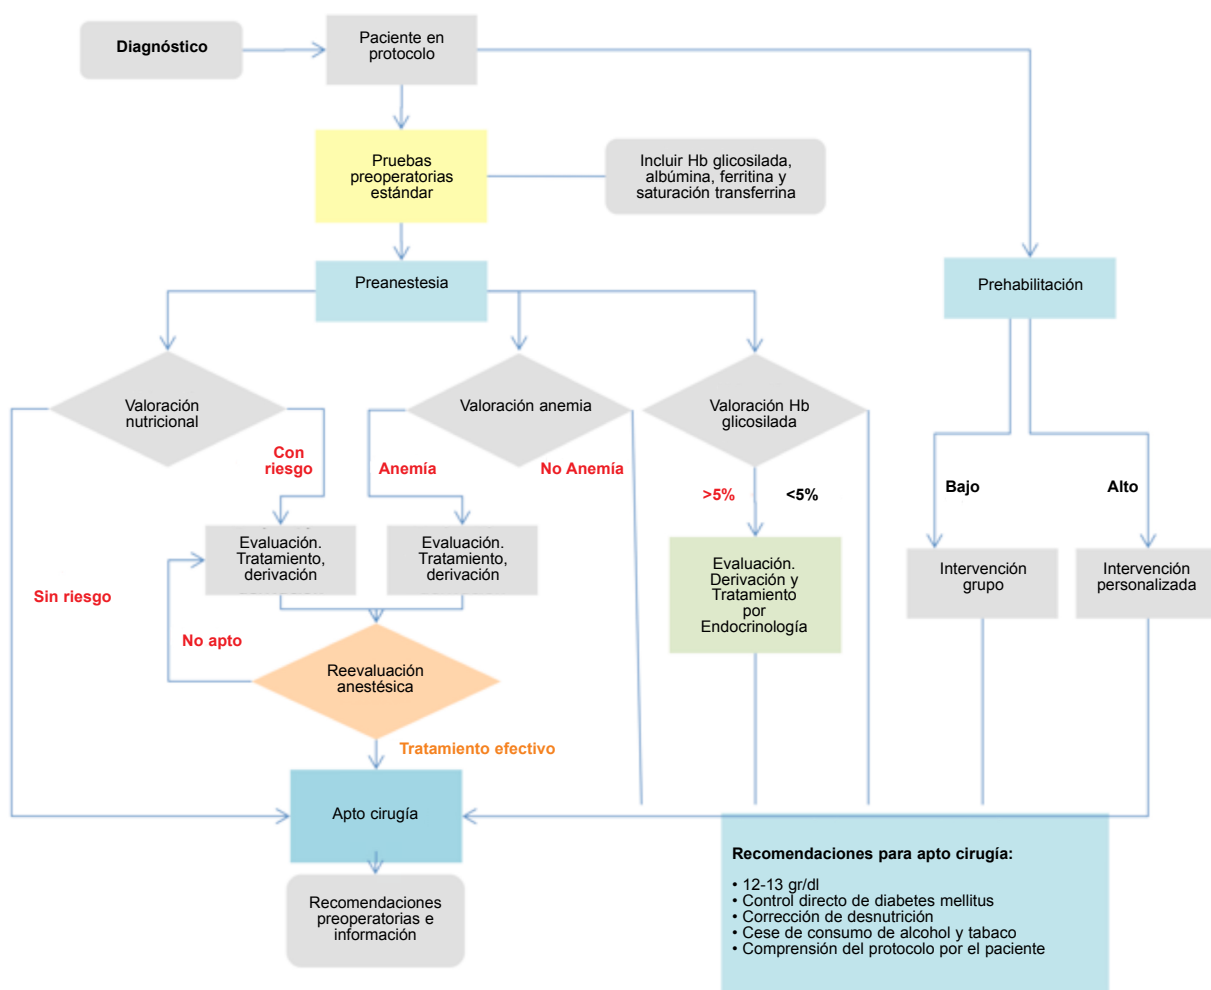 Diagnóstico
Paciente en
protocolo
Pruebas
preoperatorias
estándar
Incluir Hb glicosilada,
albúmina, ferritina y
saturación transferrina
Preanestesia
Prehabilitación
Valoración
nutricional
Valoración anemia
Valoración Hb
glicosilada
Con
riesgo
Anemía
No Anemía
>5%
<5%
Bajo
Alto
Evaluación.
Tratamiento,
derivación
Evaluación.
Tratamiento,
derivación
Evaluación.
Derivación y
Tratamiento
por
Endocrinología
Intervención
grupo
Intervención
personalizada
Sin riesgo
No apto
Reevaluación
anestésica
Tratamiento efectivo
Apto cirugía
Recomendaciones
preoperatorias e
información
Recomendaciones para apto cirugía:
• 12-13 gr/dl
• Control directo de diabetes mellitus
• Corrección de desnutrición
• Cese de consumo de alcohol y tabaco
• Comprensión del protocolo por el paciente